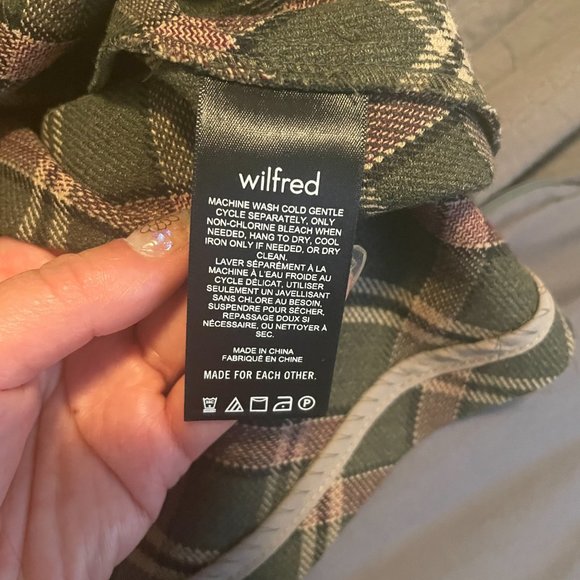 wilfred
MACHINE WASH COLD GENTLE
CYCLE SEPARATELY, ONLY
NON-CHLORINE BLEACH WHEN
NEEDED, HANG TO DRY, COOL
IRON ONLY IF NEEDED, OR DRY
CLEAN.
LAVER SÉPARÉMENT À LA
MACHINE À L'EAU FROIDE AU
CYCLE DÉLICAT, UTILISER
SEULEMENT UN JAVELLISANT
SANS CHLORE AU BESOIN,
SUSPENDRE POUR SÉCHER,
REPASSAGE DOUX SI
NÉCESSAIRE, OU NETTOYER À
SEC.
MADE IN CHINA
FABRIQUÉ EN CHINE
MADE FOR EACH OTHER.
P